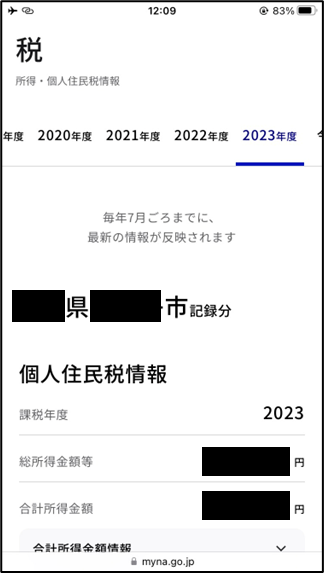 12:09 83%
税
所得・個人住民税情報
年度 2020年度 2021年度 2022年度 2023年度
毎年7月ごろまでに、
最新の情報が反映されます
県 市記録分
個人住民税情報
課税年度 2023
総所得金額等 円
合計所得金額 円
合計所得金額情報
myna.go.jp